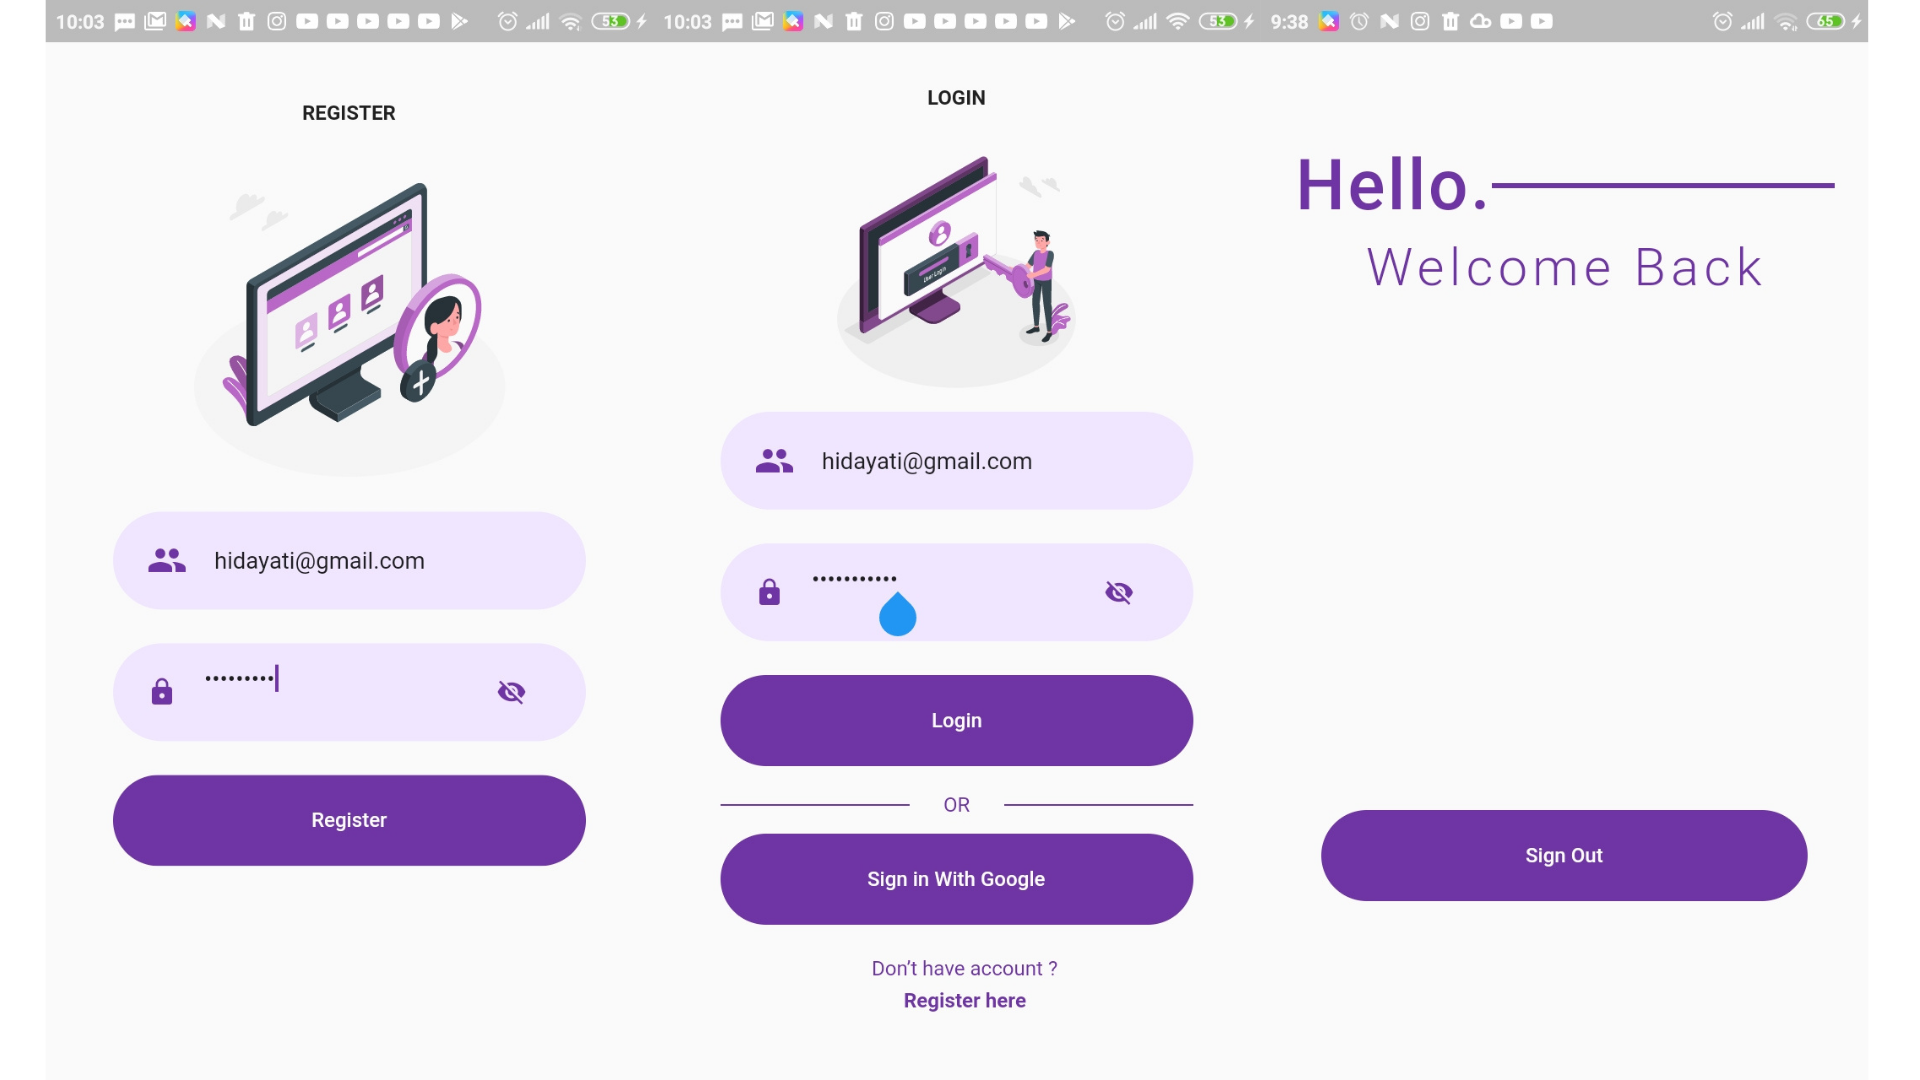 10:03
53
REGISTER
hidayati@gmail.com
•••••••••
Register
10:03
53
LOGIN
User Login
hidayati@gmail.com
•••••••••••
Login
OR
Sign in With Google
Don’t have account ?
Register here
9:38
65
Hello.
Welcome Back
Sign Out